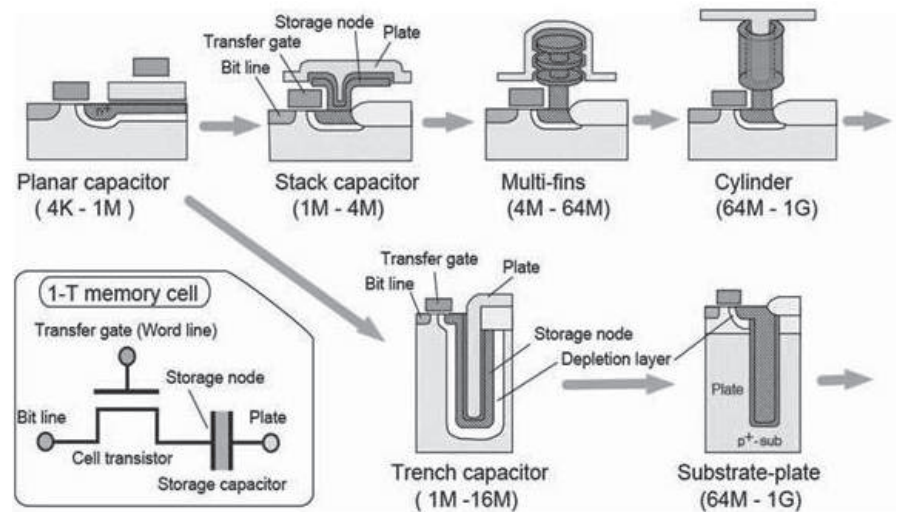 Storage node
Transfer gate
Plate
Bit line
n+
Planar capacitor
( 4K - 1M )
Stack capacitor
(1M - 4M)
Multi-fins
(4M - 64M)
Cylinder
(64M - 1G)
1-T memory cell
Transfer gate (Word line)
Storage node
Bit line
Plate
Cell transistor
Storage capacitor
Transfer gate
Plate
Bit line
Storage node
Depletion layer
Trench capacitor
( 1M -16M)
Plate
p+-sub
Substrate-plate
(64M - 1G)